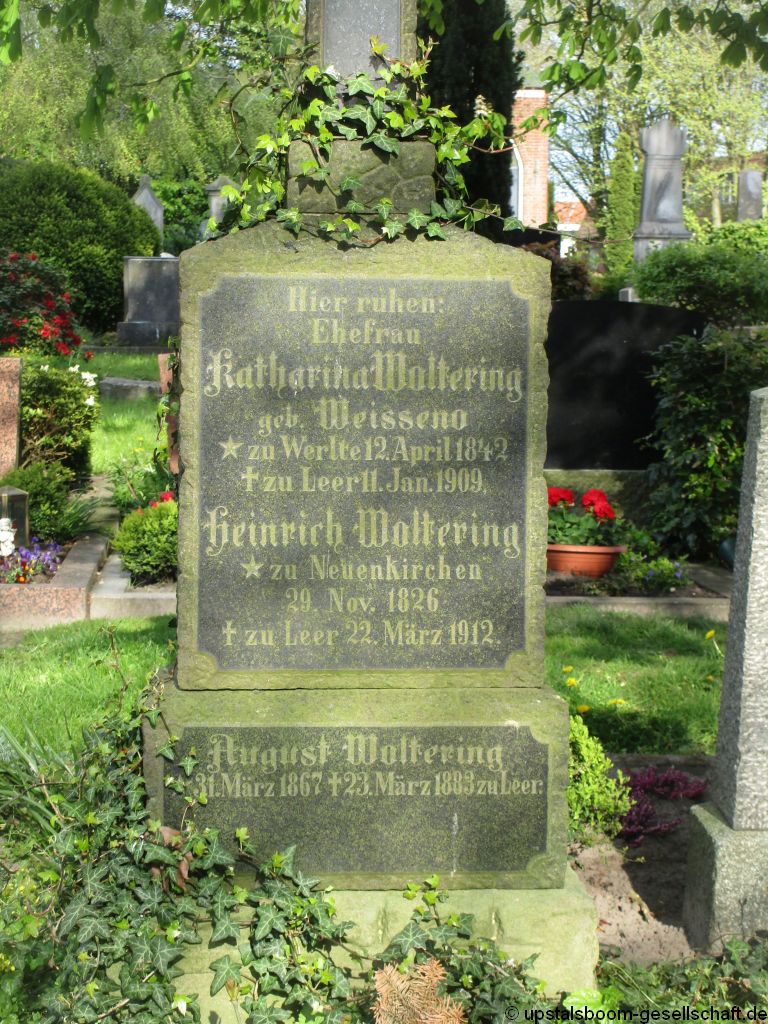 Hier ruhen:
Ehefrau
Katharina Woltering
geb. Weisseno
★ zu Werlte 12. April 1842
✝ zu Leer 11. Jan. 1909.
Heinrich Woltering
★ zu Neuenkirchen
29. Nov. 1826
✝ zu Leer 22. März 1912.
August Woltering
31. März 1867 ✝ 23. März 1883 zu Leer.
© upstalsboom-gesellschaft.de